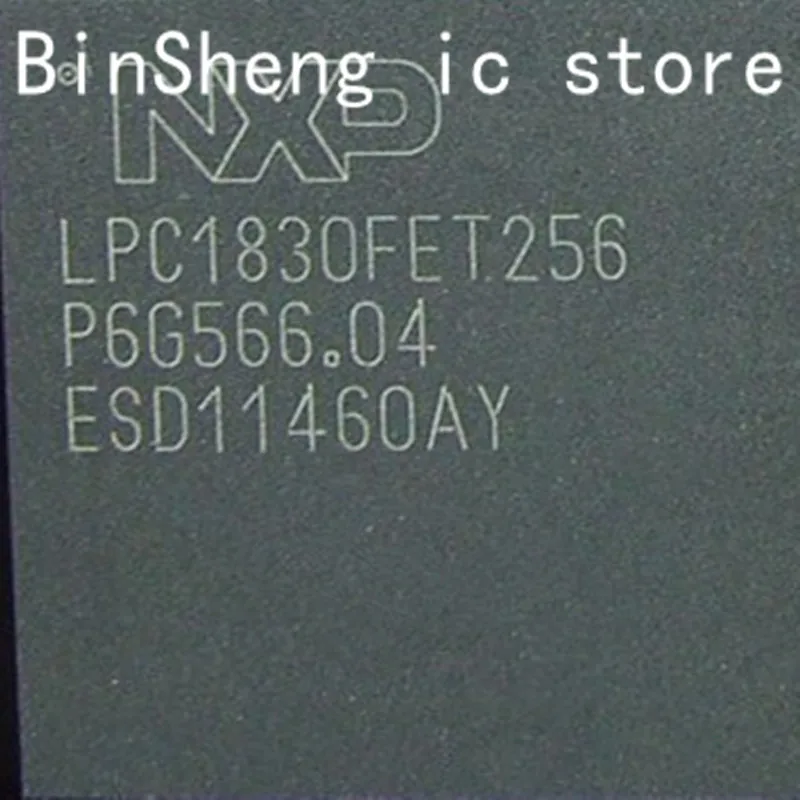 BinSheng ic store
NXP
LPC1830FET256
P6G566.04
ESD11460AY